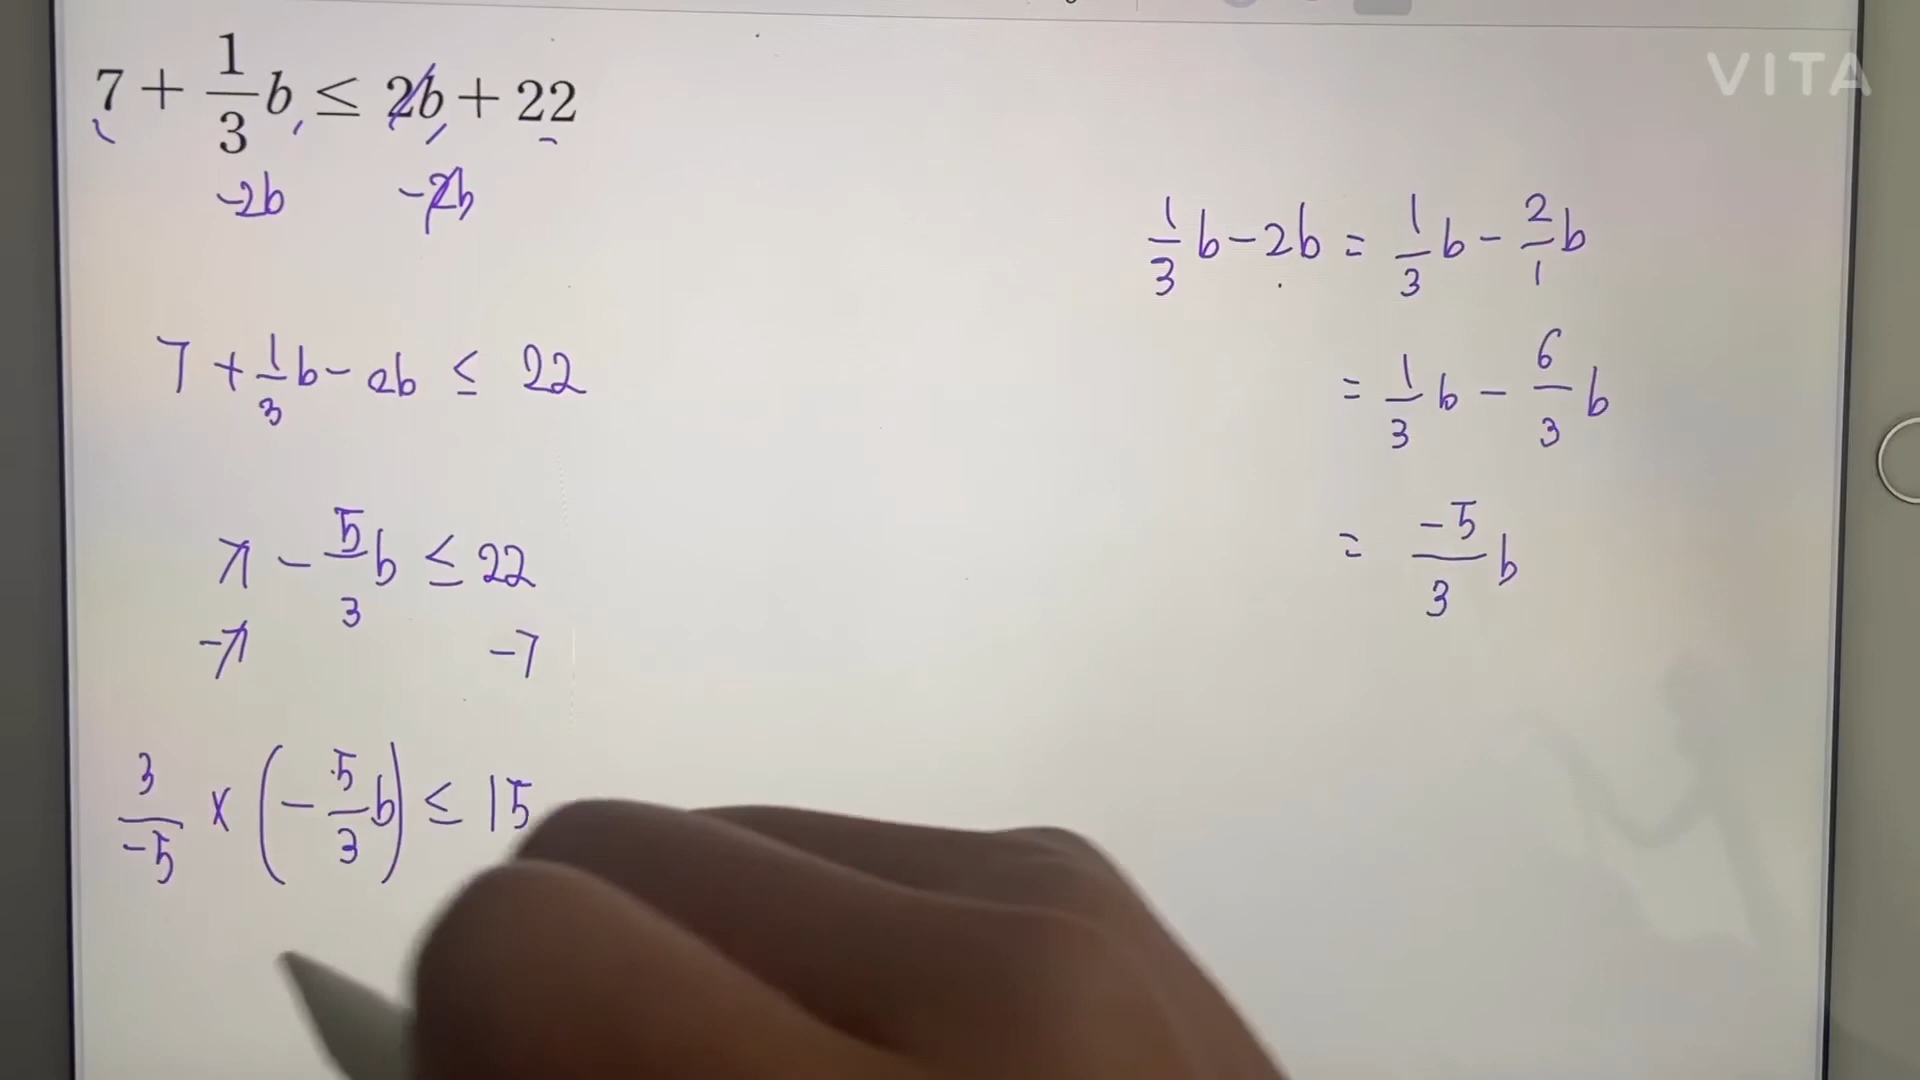 VITA
7 + 1/3 b ≤ 2b + 22
-2b -2b
7 + 1/3 b - 2b ≤ 22
7 - 5/3 b ≤ 22
-7 -7
3/-5 × (- 5/3 b) ≤ 15
1/3 b - 2b = 1/3 b - 2/1 b
= 1/3 b - 6/3 b
= -5/3 b